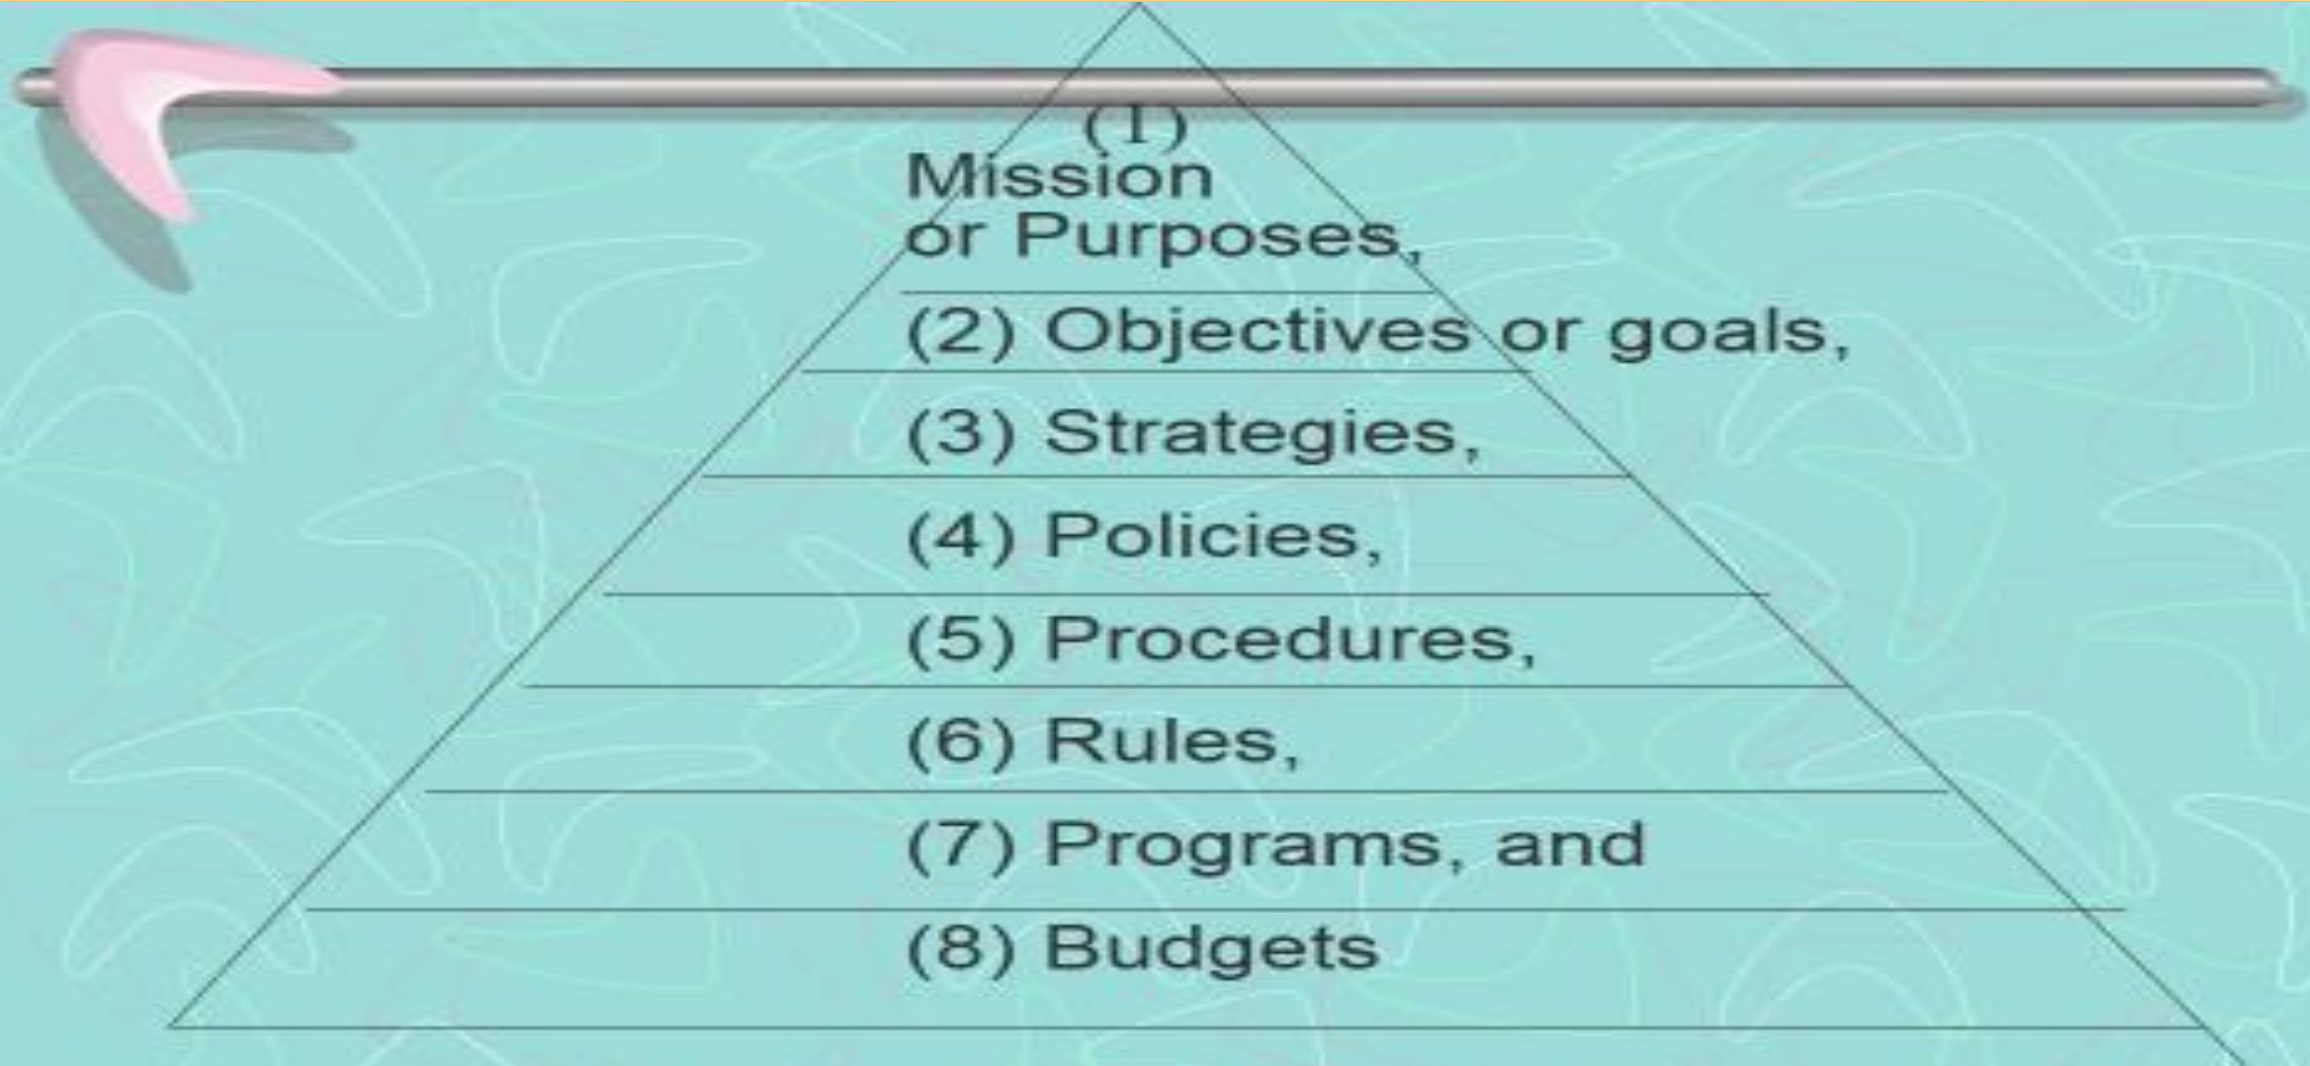 (1)
Mission
or Purposes,
(2) Objectives or goals,
(3) Strategies,
(4) Policies,
(5) Procedures,
(6) Rules,
(7) Programs, and
(8) Budgets